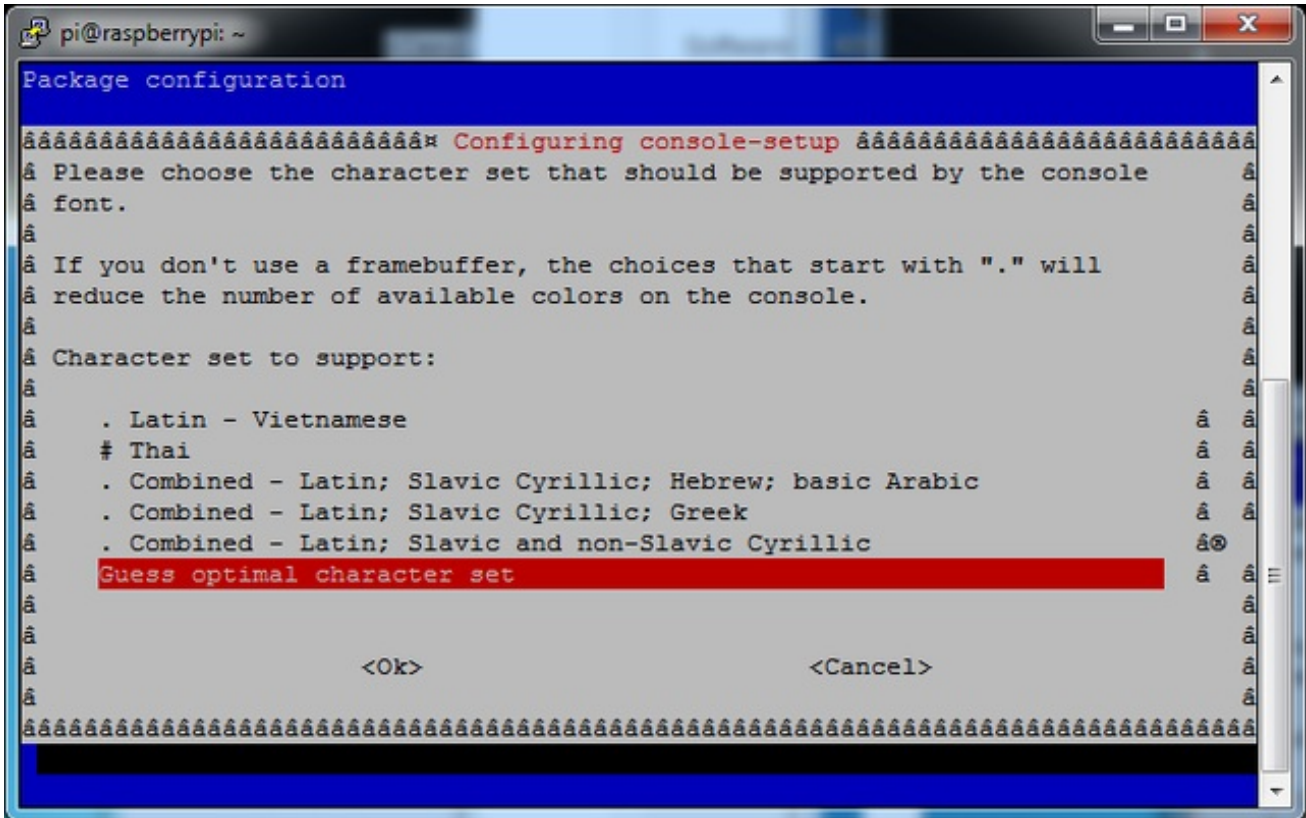 pi@raspberrypi: ~
Package configuration
ââââââââââââââââââââââââââ¤ Configuring console-setup ââââââââââââââââââââââââââ
â Please choose the character set that should be supported by the console â
â font. â
â â
â If you don't use a framebuffer, the choices that start with "." will â
â reduce the number of available colors on the console. â
â â
â Character set to support: â
â â
â . Latin - Vietnamese â â
â # Thai â â
â . Combined - Latin; Slavic Cyrillic; Hebrew; basic Arabic â â
â . Combined - Latin; Slavic Cyrillic; Greek â â
â . Combined - Latin; Slavic and non-Slavic Cyrillic â®
â Guess optimal character set â â
â â
â â
â <Ok> <Cancel> â
â â
ââââââââââââââââââââââââââââââââââââââââââââââââââââââââââââââââââââââââââââââââ